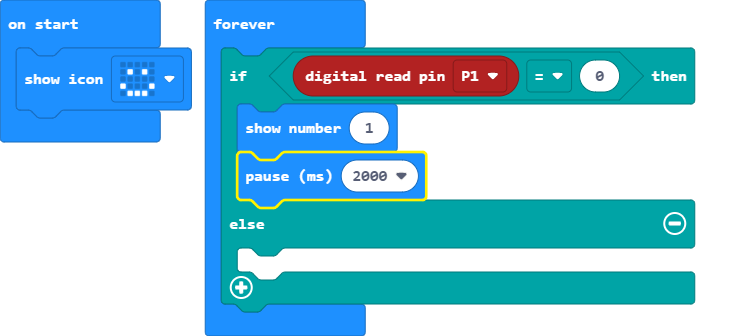 on start
show icon
forever
if digital read pin P1 = 0 then
show number 1
pause (ms) 2000
else